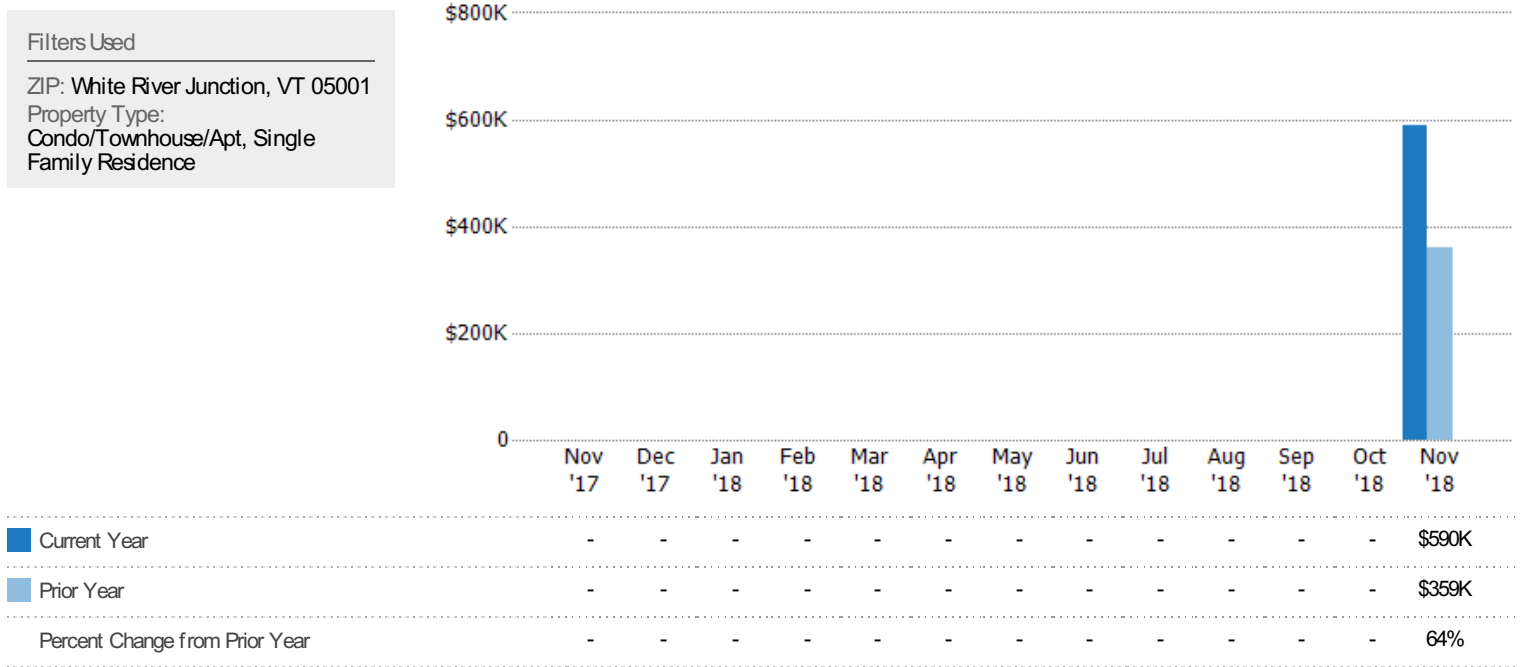 Filters Used
ZIP: White River Junction, VT 05001
Property Type:
Condo/Townhouse/Apt, Single
Family Residence
$800K
$600K
$400K
$200K
0
Nov Dec Jan Feb Mar Apr May Jun Jul Aug Sep Oct Nov
'17 '17 '18 '18 '18 '18 '18 '18 '18 '18 '18 '18 '18
Current Year - - - - - - - - - - - - $590K
Prior Year - - - - - - - - - - - - $359K
Percent Change from Prior Year - - - - - - - - - - - - 64%